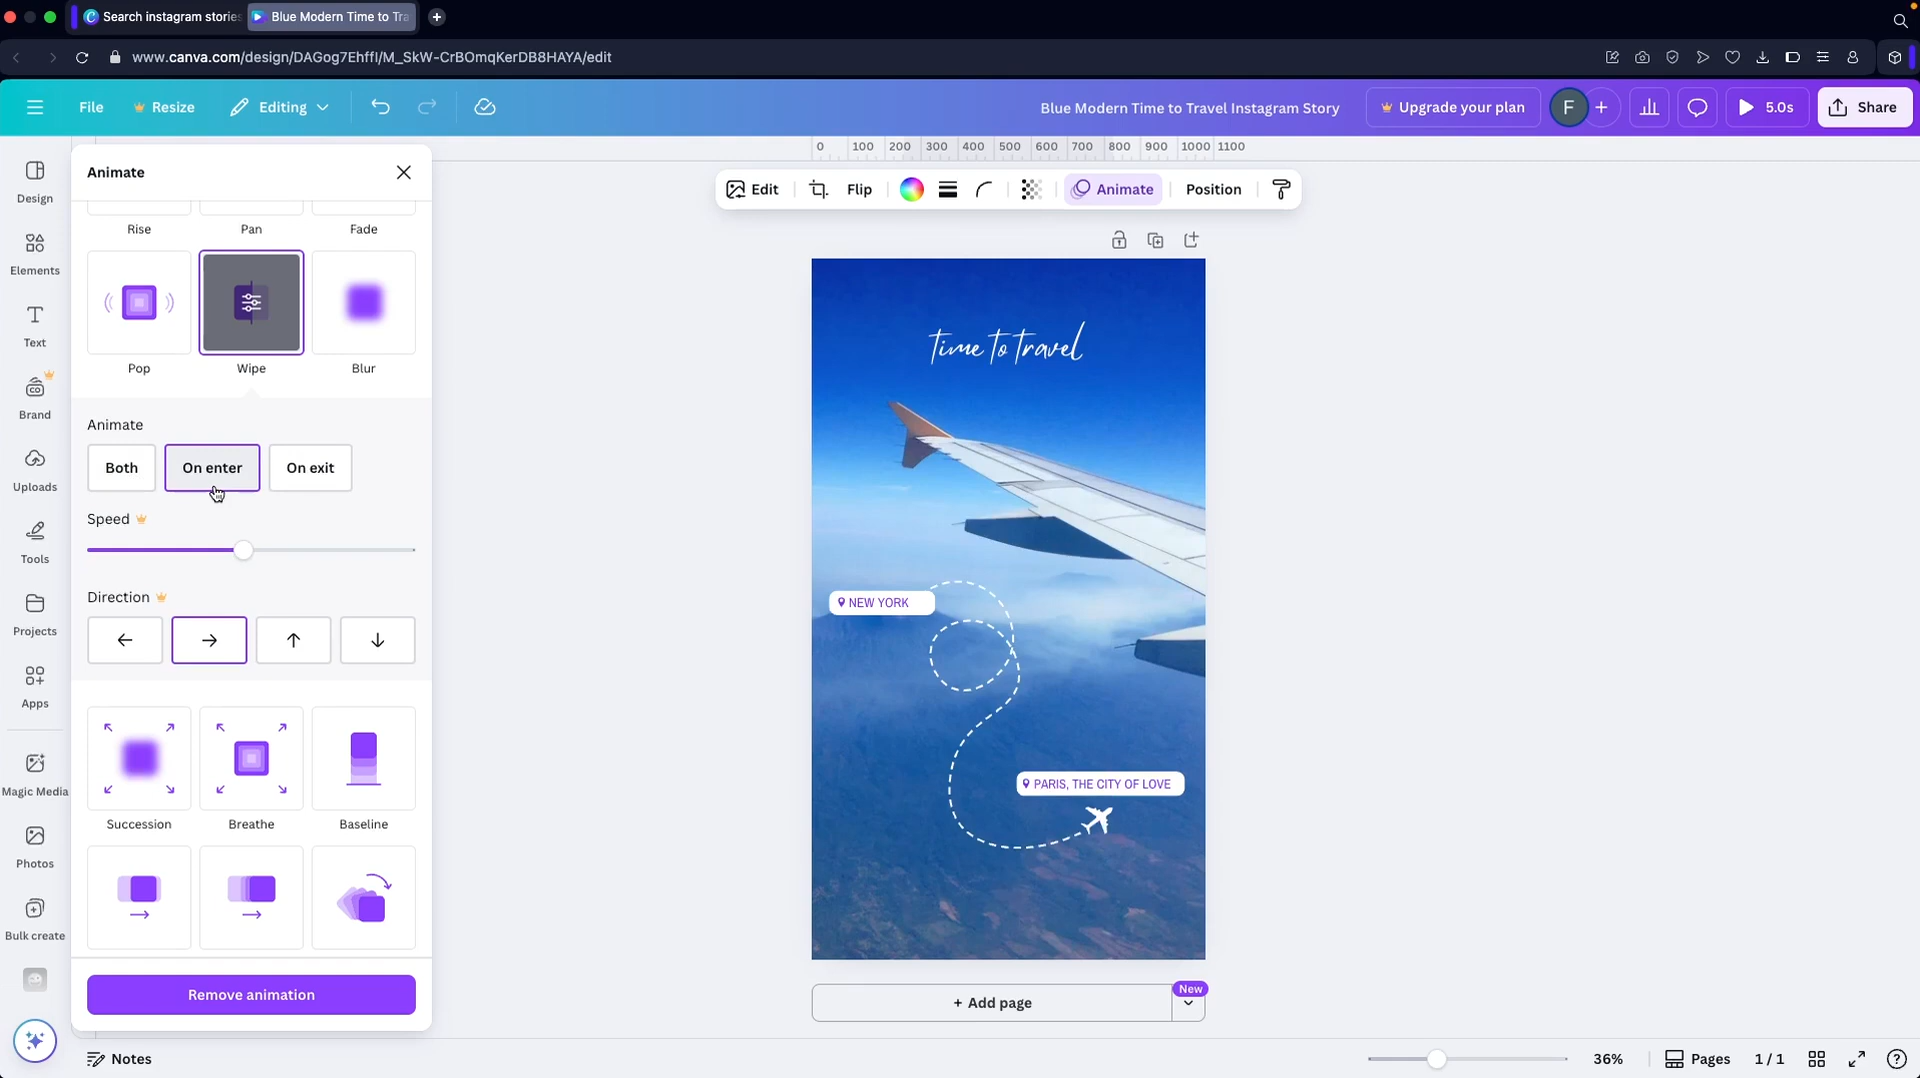 Search instagram stories
Blue Modern Time to Tra
www.canva.com/design/DAGog7EhffI/M_SkW-CrBOmqKerDB8HAYA/edit
File
Resize
Editing
Blue Modern Time to Travel Instagram Story
Upgrade your plan
F
5.0s
Share
0 100 200 300 400 500 600 700 800 900 1000 1100
Edit
Flip
Animate
Position
Design
Elements
Text
Brand
Uploads
Tools
Projects
Apps
Magic Media
Photos
Bulk create
Animate
Rise
Pan
Fade
Pop
Wipe
Blur
Animate
Both
On enter
On exit
Speed
Direction
Succession
Breathe
Baseline
Remove animation
time to travel
NEW YORK
PARIS, THE CITY OF LOVE
+ Add page
New
Notes
36%
Pages
1 / 1